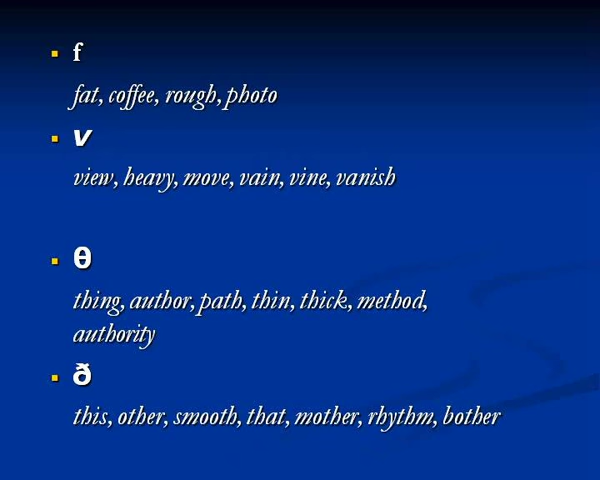 f
fat, coffee, rough, photo
v
view, heavy, move, vain, vine, vanish
θ
thing, author, path, thin, thick, method,
authority
ð
this, other, smooth, that, mother, rhythm, bother